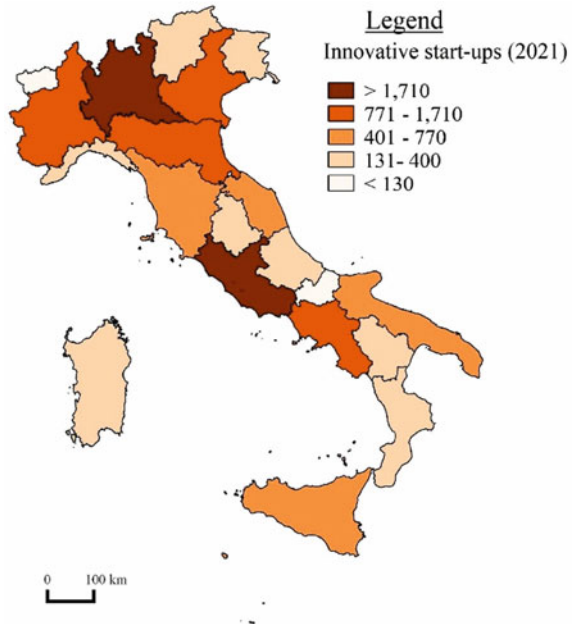 Legend
Innovative start-ups (2021)
> 1,710
771 - 1,710
401 - 770
131- 400
< 130
0 100 km